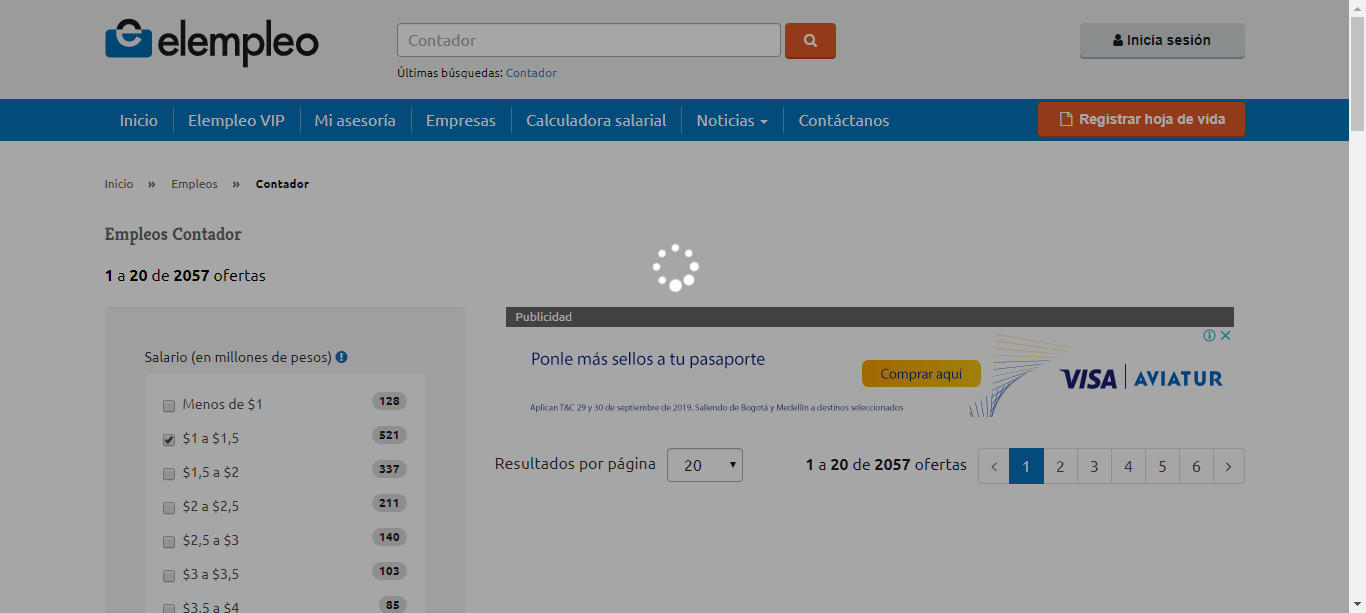 elempleo
Contador
Inicia sesión
Últimas búsquedas: Contador
Inicio Elempleo VIP Mi asesoría Empresas Calculadora salarial Noticias Contáctanos Registrar hoja de vida
Inicio » Empleos » Contador
Empleos Contador
1 a 20 de 2057 ofertas
Salario (en millones de pesos)
Menos de $1 128
$1 a $1,5 521
$1,5 a $2 337
$2 a $2,5 211
$2,5 a $3 140
$3 a $3,5 103
$3,5 a $4 85
Publicidad
Ponle más sellos a tu pasaporte
Comprar aquí
VISA | AVIATUR
Aplican T&C 29 y 30 de septiembre de 2019. Saliendo de Bogotá y Medellín a destinos seleccionados
Resultados por página 20 1 a 20 de 2057 ofertas ‹ 1 2 3 4 5 6 ›